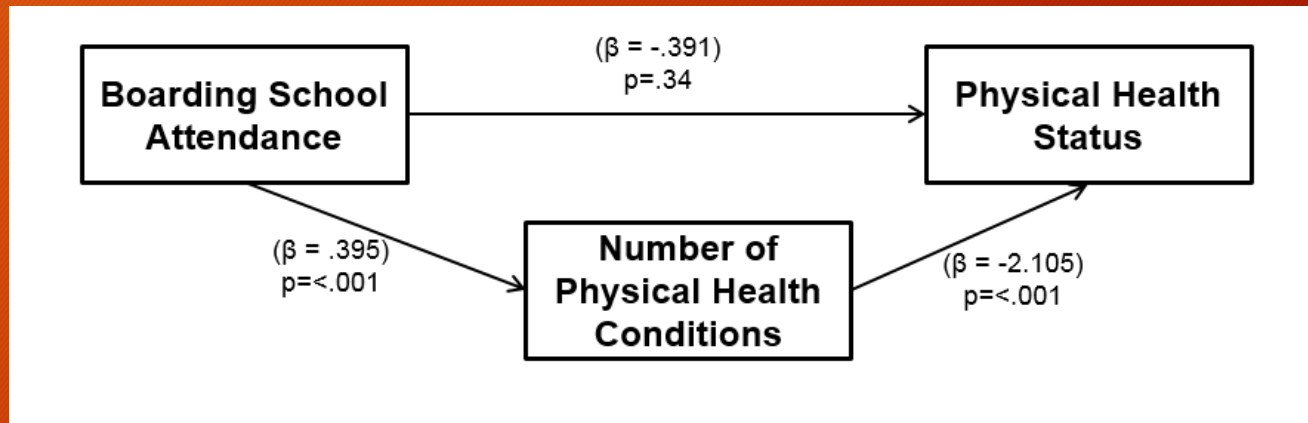 (β = -.391)
p=.34
Boarding School
Attendance
Physical Health
Status
(β = .395)
p=<.001
Number of
Physical Health
Conditions
(β = -2.105)
p=<.001